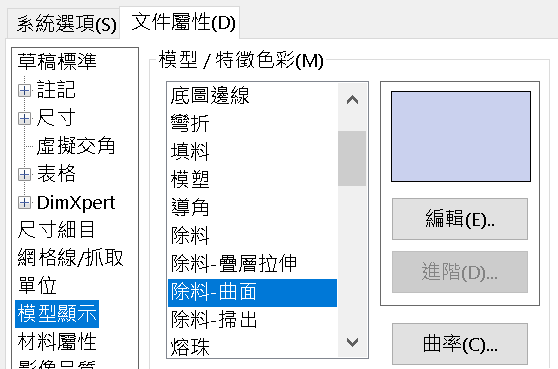 系統選項(S)
文件屬性(D)
草稿標準
註記
尺寸
虛擬交角
表格
DimXpert
尺寸細目
網格線/抓取
單位
模型顯示
材料屬性
影像品質
模型 / 特徵色彩(M)
底圖邊線
彎折
填料
模塑
導角
除料
除料-疊層拉伸
除料-曲面
除料-掃出
熔珠
編輯(E)..
進階(D)...
曲率(C)...